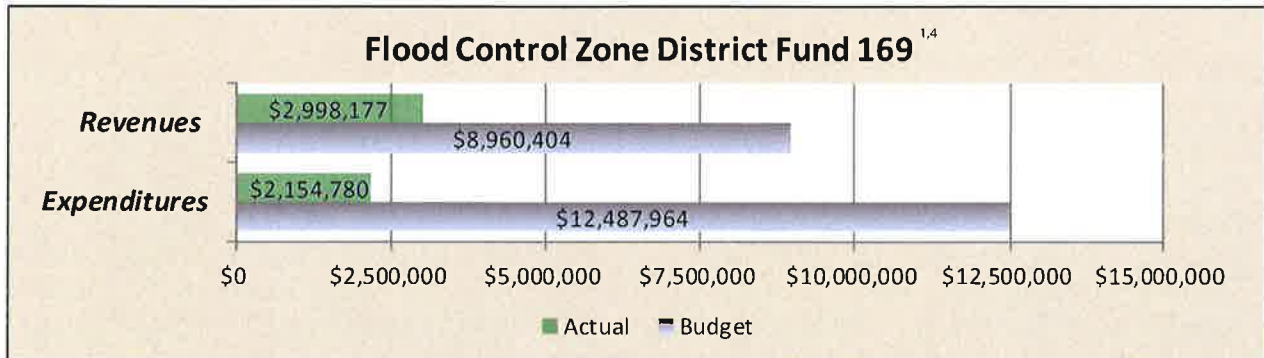 Flood Control Zone District Fund 169 1,4
Revenues
$2,998,177
$8,960,404
Expenditures
$2,154,780
$12,487,964
$0 $2,500,000 $5,000,000 $7,500,000 $10,000,000 $12,500,000 $15,000,000
Actual Budget